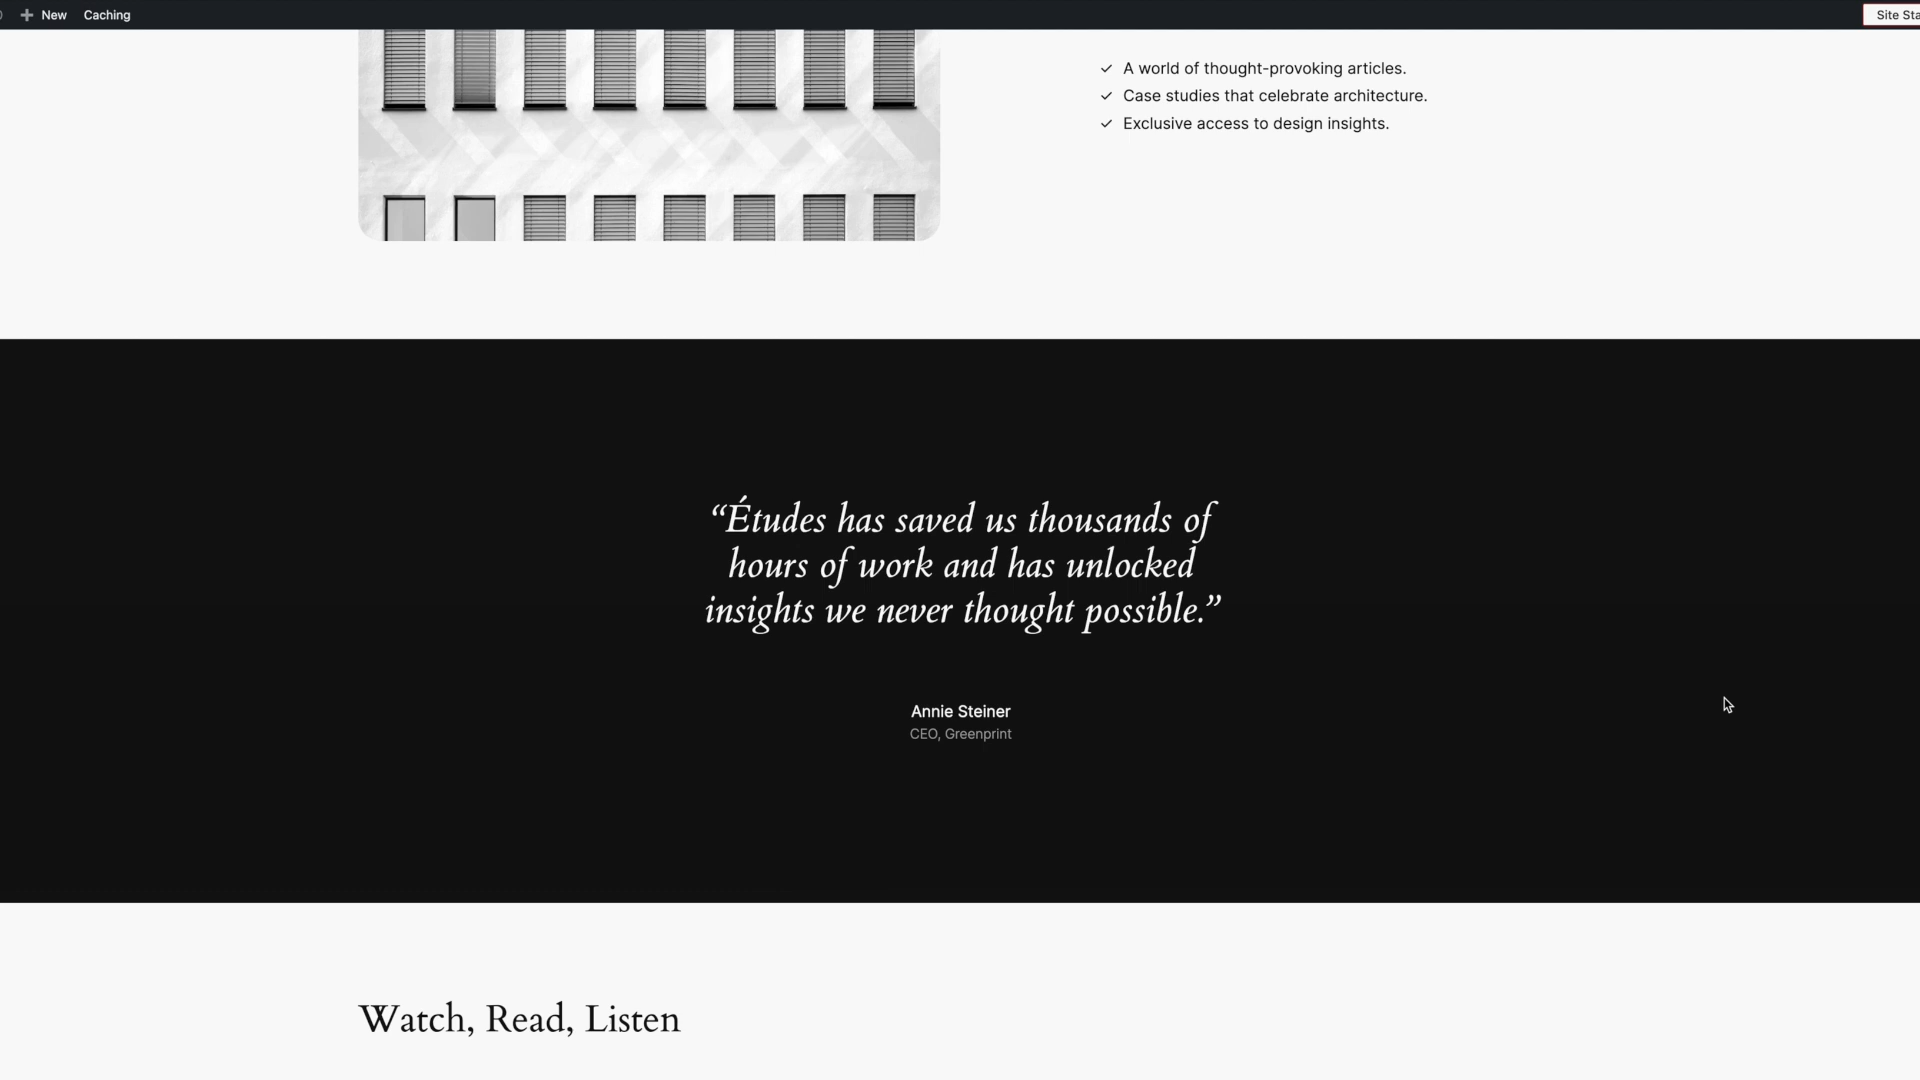 New Caching
Site Sta
A world of thought-provoking articles.
Case studies that celebrate architecture.
Exclusive access to design insights.
“Études has saved us thousands of
hours of work and has unlocked
insights we never thought possible.”
Annie Steiner
CEO, Greenprint
Watch, Read, Listen